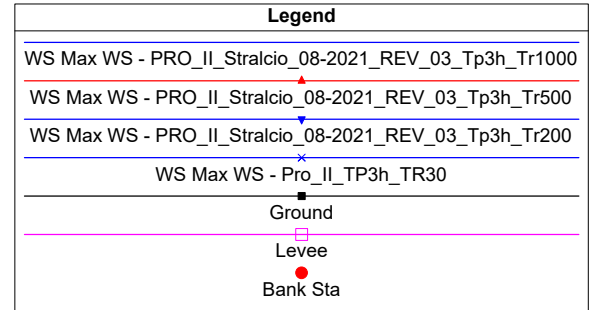 Legend
WS Max WS - PRO_II_Stralcio_08-2021_REV_03_Tp3h_Tr1000
WS Max WS - PRO_II_Stralcio_08-2021_REV_03_Tp3h_Tr500
WS Max WS - PRO_II_Stralcio_08-2021_REV_03_Tp3h_Tr200
WS Max WS - Pro_II_TP3h_TR30
Ground
Levee
Bank Sta